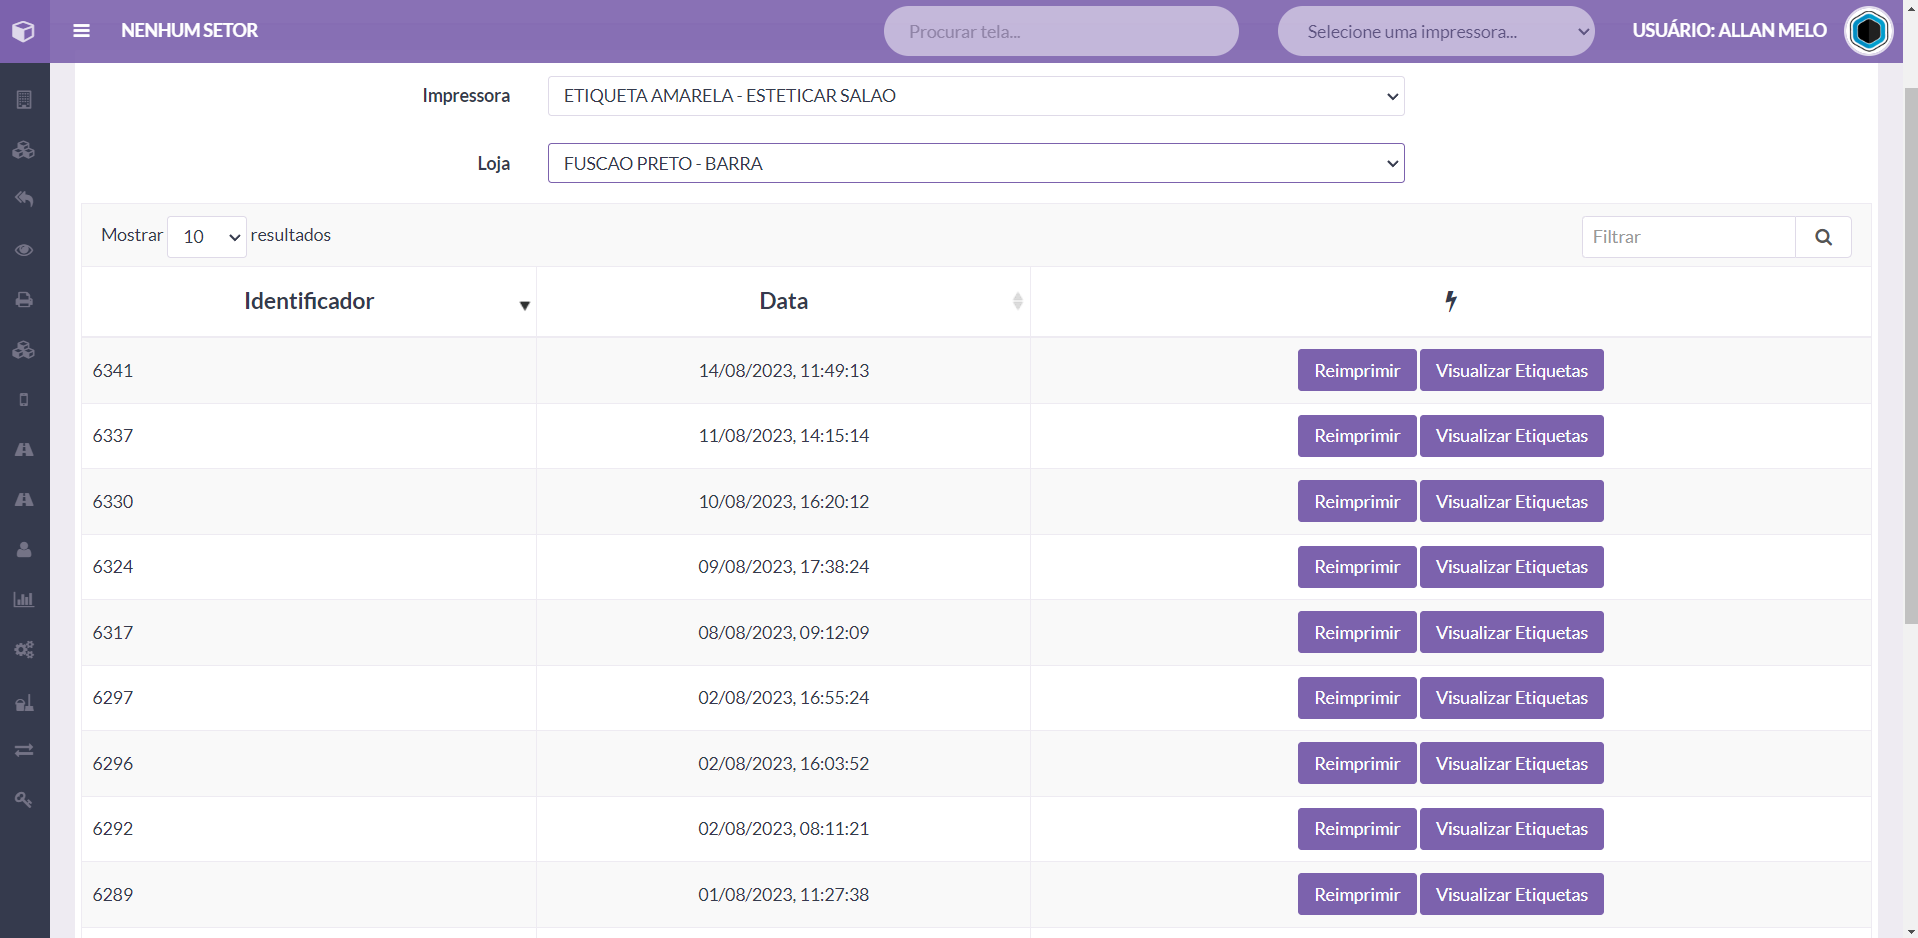 NENHUM SETOR
Procurar tela...
Selecione uma impressora...
USUÁRIO: ALLAN MELO
Impressora
ETIQUETA AMARELA - ESTETICAR SALAO
Loja
FUSCAO PRETO - BARRA
Mostrar 10 resultados
Filtrar
Identificador Data
6341 14/08/2023, 11:49:13 Reimprimir Visualizar Etiquetas
6337 11/08/2023, 14:15:14 Reimprimir Visualizar Etiquetas
6330 10/08/2023, 16:20:12 Reimprimir Visualizar Etiquetas
6324 09/08/2023, 17:38:24 Reimprimir Visualizar Etiquetas
6317 08/08/2023, 09:12:09 Reimprimir Visualizar Etiquetas
6297 02/08/2023, 16:55:24 Reimprimir Visualizar Etiquetas
6296 02/08/2023, 16:03:52 Reimprimir Visualizar Etiquetas
6292 02/08/2023, 08:11:21 Reimprimir Visualizar Etiquetas
6289 01/08/2023, 11:27:38 Reimprimir Visualizar Etiquetas